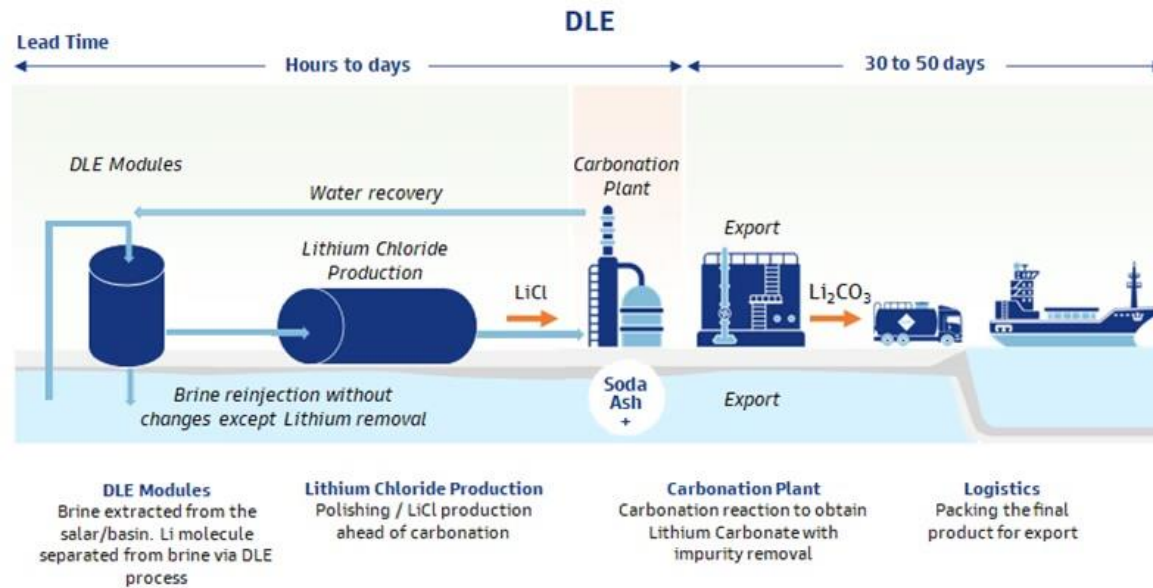 DLE
Lead Time
Hours to days
30 to 50 days
DLE Modules
Water recovery
Lithium Chloride
Production
Carbonation
Plant
LiCl
Export
Li₂CO₃
Brine reinjection without
changes except Lithium removal
Soda
Ash
+
Export
DLE Modules
Brine extracted from the
salar/basin. Li molecule
separated from brine via DLE
process
Lithium Chloride Production
Polishing / LiCl production
ahead of carbonation
Carbonation Plant
Carbonation reaction to obtain
Lithium Carbonate with
impurity removal
Logistics
Packing the final
product for export